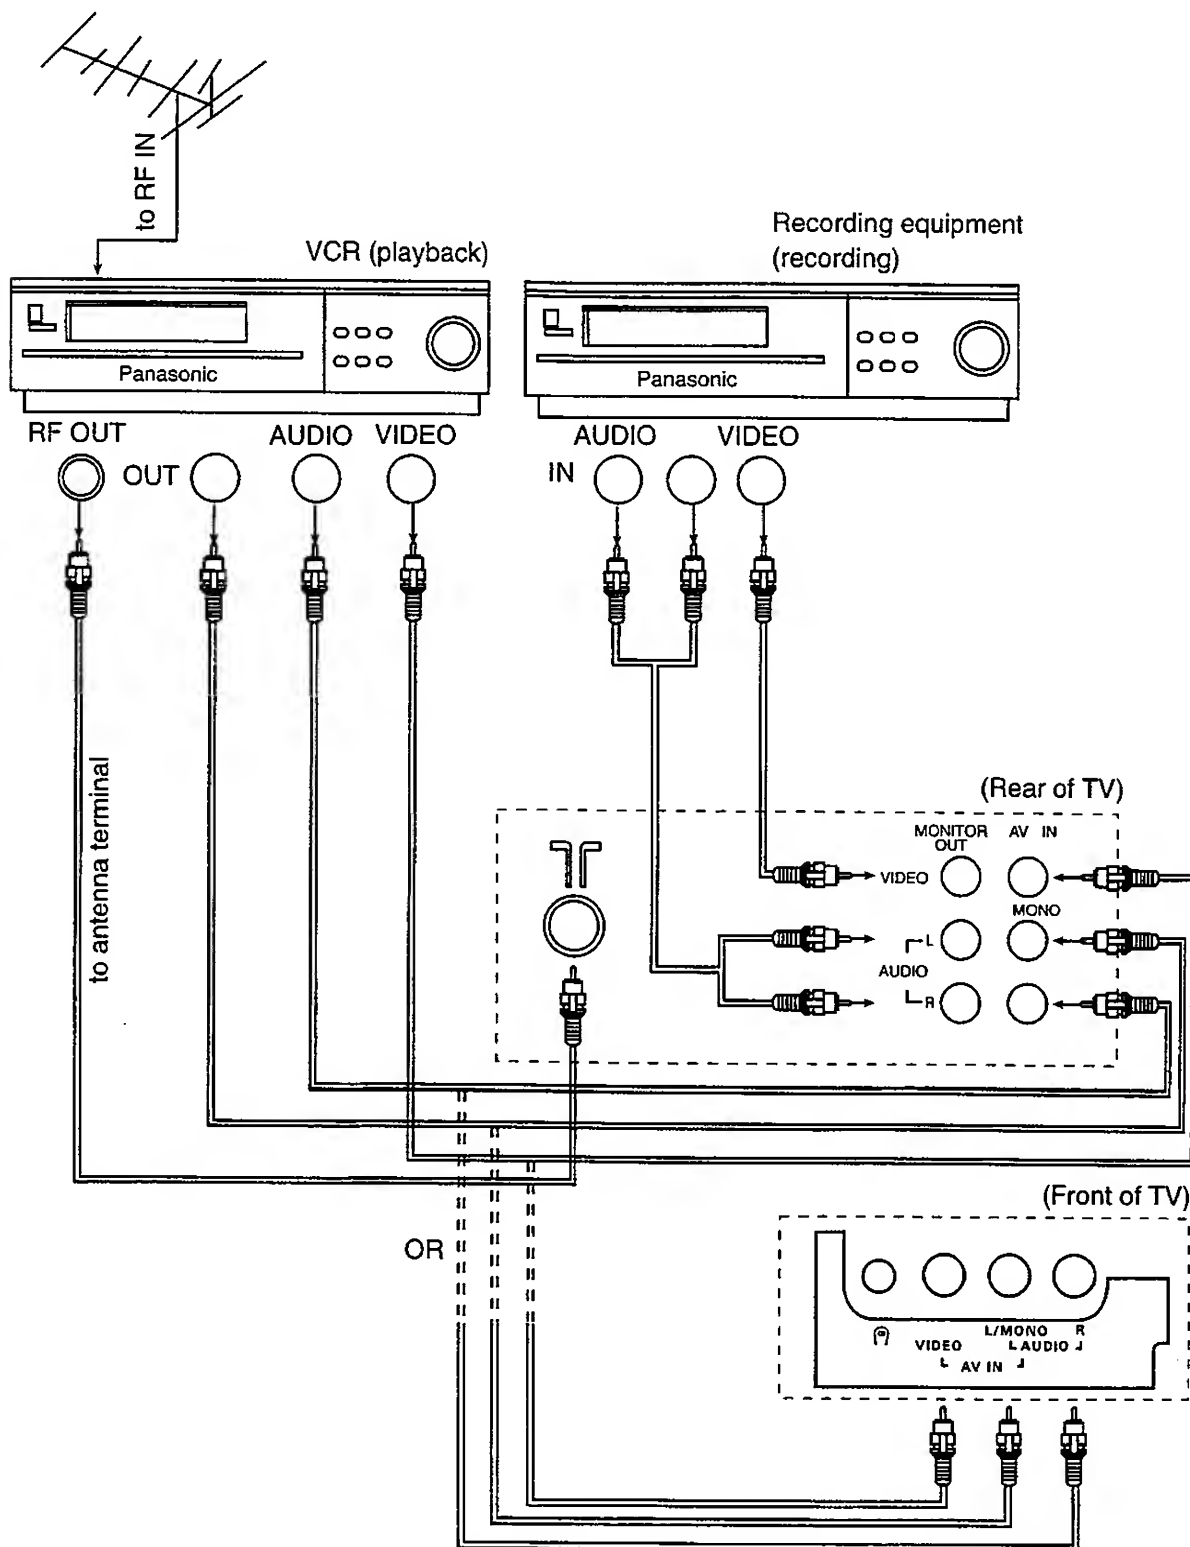 to RF IN
VCR (playback)
Recording equipment
(recording)
Panasonic
Panasonic
RF OUT
OUT
AUDIO VIDEO
AUDIO VIDEO
IN
to antenna terminal
(Rear of TV)
MONITOR
OUT
AV IN
VIDEO
MONO
L
AUDIO
R
(Front of TV)
OR
L/MONO R
VIDEO AUDIO
AV IN